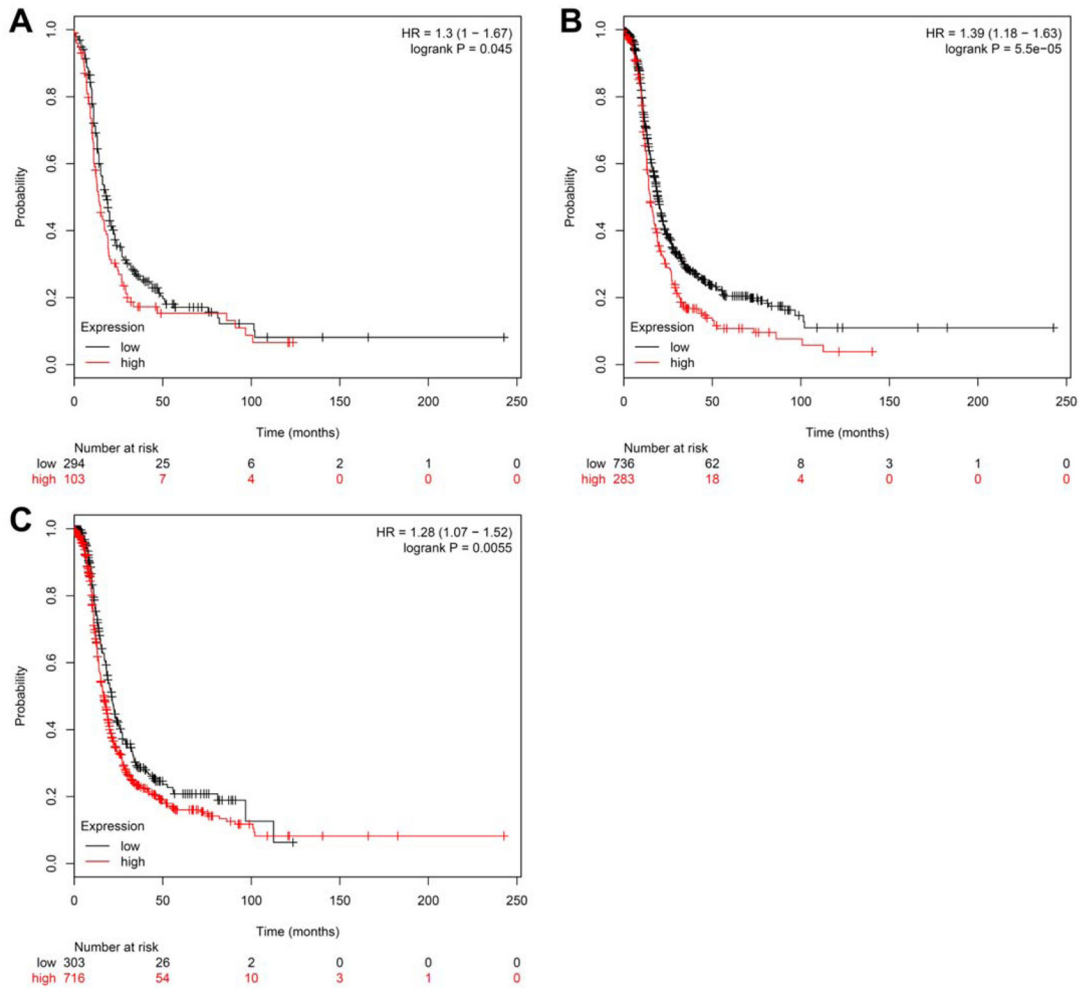 A
HR = 1.3 (1 − 1.67)
logrank P = 0.045
Probability
0.0 0.2 0.4 0.6 0.8 1.0
Expression
low
high
0 50 100 150 200 250
Time (months)
Number at risk
low 294 25 6 2 1 0
high 103 7 4 0 0 0
B
HR = 1.39 (1.18 − 1.63)
logrank P = 5.5e−05
Probability
0.0 0.2 0.4 0.6 0.8 1.0
Expression
low
high
0 50 100 150 200 250
Time (months)
Number at risk
low 736 62 8 3 1 0
high 283 18 4 0 0 0
C
HR = 1.28 (1.07 − 1.52)
logrank P = 0.0055
Probability
0.0 0.2 0.4 0.6 0.8 1.0
Expression
low
high
0 50 100 150 200 250
Time (months)
Number at risk
low 303 26 2 0 0 0
high 716 54 10 3 1 0